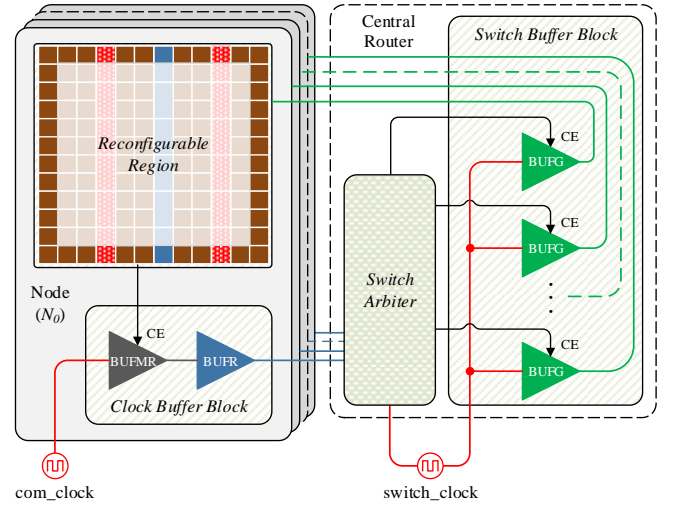 Central
Router
Switch Buffer Block
Reconfigurable
Region
CE
BUFG
CE
BUFG
Switch
Arbiter
Node
(N0)
CE
BUFMR
BUFR
CE
BUFG
Clock Buffer Block
com_clock
switch_clock